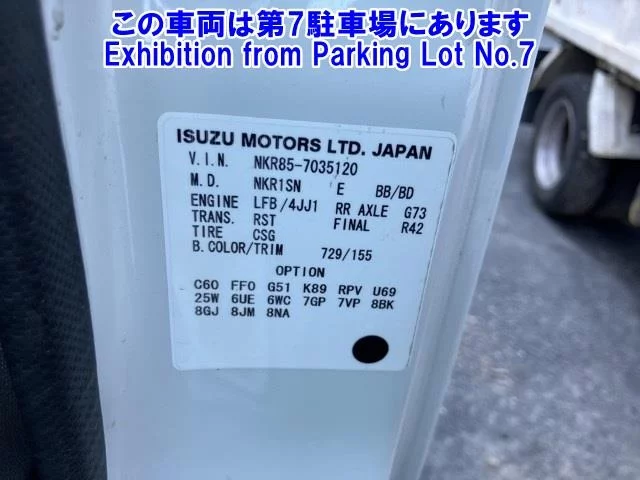 この車両は第7駐車場にあります
Exhibition from Parking Lot No.7
ISUZU MOTORS LTD. JAPAN
V.I.N. NKR85-7035120
M.D. NKR1SN E BB/BD
ENGINE LFB/4JJ1 RR AXLE G73
TRANS. RST FINAL R42
TIRE CSG
B.COLOR/TRIM 729/155
OPTION
C60 FF0 G51 K89 RPV U69
25W 6UE 6WC 7GP 7VP 8BK
8GJ 8JM 8NA